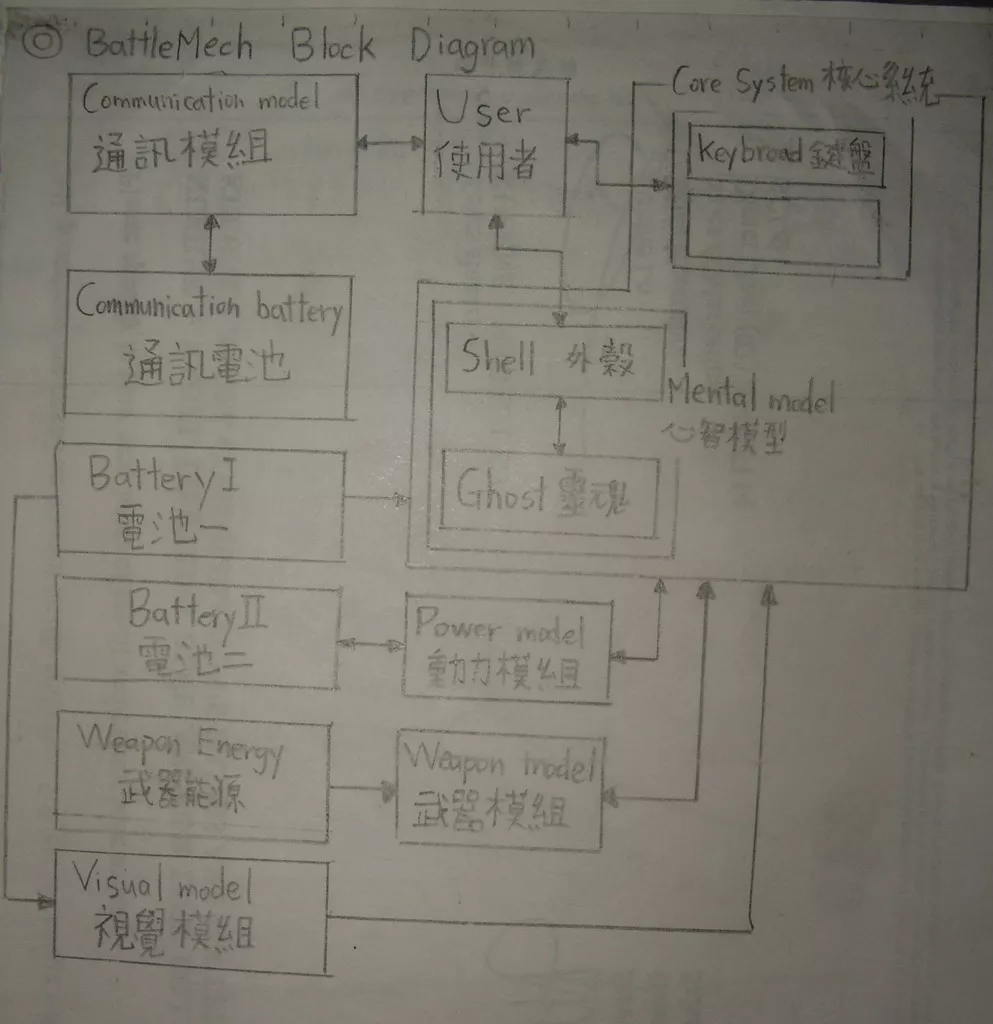 ◎ BattleMech Block Diagram
Communication model
通訊模組
User
使用者
Core System 核心系統
Keybroad 鍵盤
Communication battery
通訊電池
Shell 外殼
Mental model
心智模型
Ghost 靈魂
Battery I
電池一
Battery II
電池二
Power model
動力模組
Weapon Energy
武器能源
Weapon model
武器模組
Visual model
視覺模組